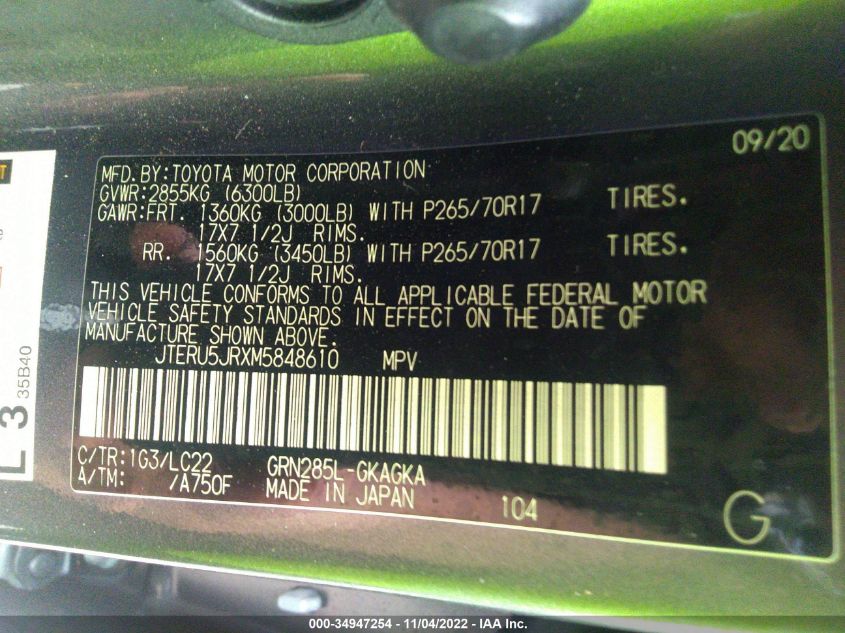 09/20
MFD.BY:TOYOTA MOTOR CORPORATION
GVWR:2855KG (6300LB)
GAWR:FRT. 1360KG (3000LB) WITH P265/70R17 TIRES.
17X7 1/2J RIMS.
RR. 1560KG (3450LB) WITH P265/70R17 TIRES.
17X7 1/2J RIMS.
THIS VEHICLE CONFORMS TO ALL APPLICABLE FEDERAL MOTOR
VEHICLE SAFETY STANDARDS IN EFFECT ON THE DATE OF
MANUFACTURE SHOWN ABOVE.
JTERU5JRXM5848610 MPV
C/TR:1G3/LC22 GRN285L-GKAGKA
A/TM: /A750F MADE IN JAPAN 104
G
L 3
35B40
000-34947254 - 11/04/2022 - IAA Inc.